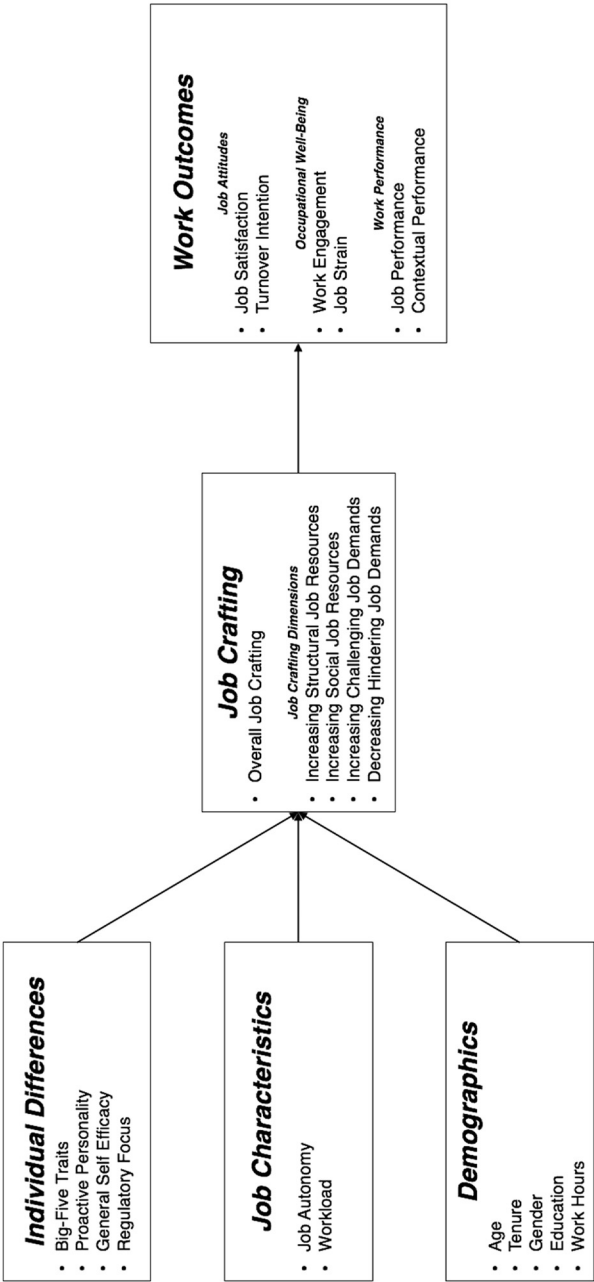 Individual Differences
• Big-Five Traits
• Proactive Personality
• General Self Efficacy
• Regulatory Focus
Job Characteristics
• Job Autonomy
• Workload
Demographics
• Age
• Tenure
• Gender
• Education
• Work Hours
Job Crafting
• Overall Job Crafting
Job Crafting Dimensions
• Increasing Structural Job Resources
• Increasing Social Job Resources
• Increasing Challenging Job Demands
• Decreasing Hindering Job Demands
Work Outcomes
Job Attitudes
• Job Satisfaction
• Turnover Intention
Occupational Well-Being
• Work Engagement
• Job Strain
Work Performance
• Job Performance
• Contextual Performance